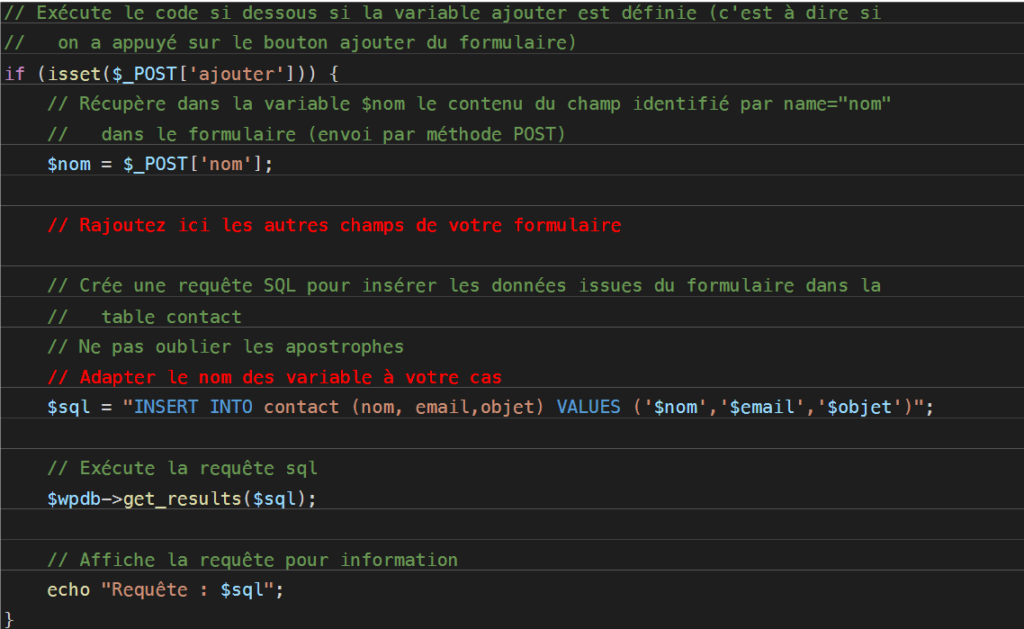 // Exécute le code si dessous si la variable ajouter est définie (c'est à dire si
//   on a appuyé sur le bouton ajouter du formulaire)
if (isset($_POST['ajouter'])) {
    // Récupère dans la variable $nom le contenu du champ identifié par name="nom"
    //   dans le formulaire (envoi par méthode POST)
    $nom = $_POST['nom'];
    // Rajoutez ici les autres champs de votre formulaire
    // Crée une requête SQL pour insérer les données issues du formulaire dans la
    //   table contact
    // Ne pas oublier les apostrophes
    // Adapter le nom des variable à votre cas
    $sql = "INSERT INTO contact (nom, email,objet) VALUES ('$nom','$email','$objet')";
    // Exécute la requête sql
    $wpdb->get_results($sql);
    // Affiche la requête pour information
    echo "Requête : $sql";
}